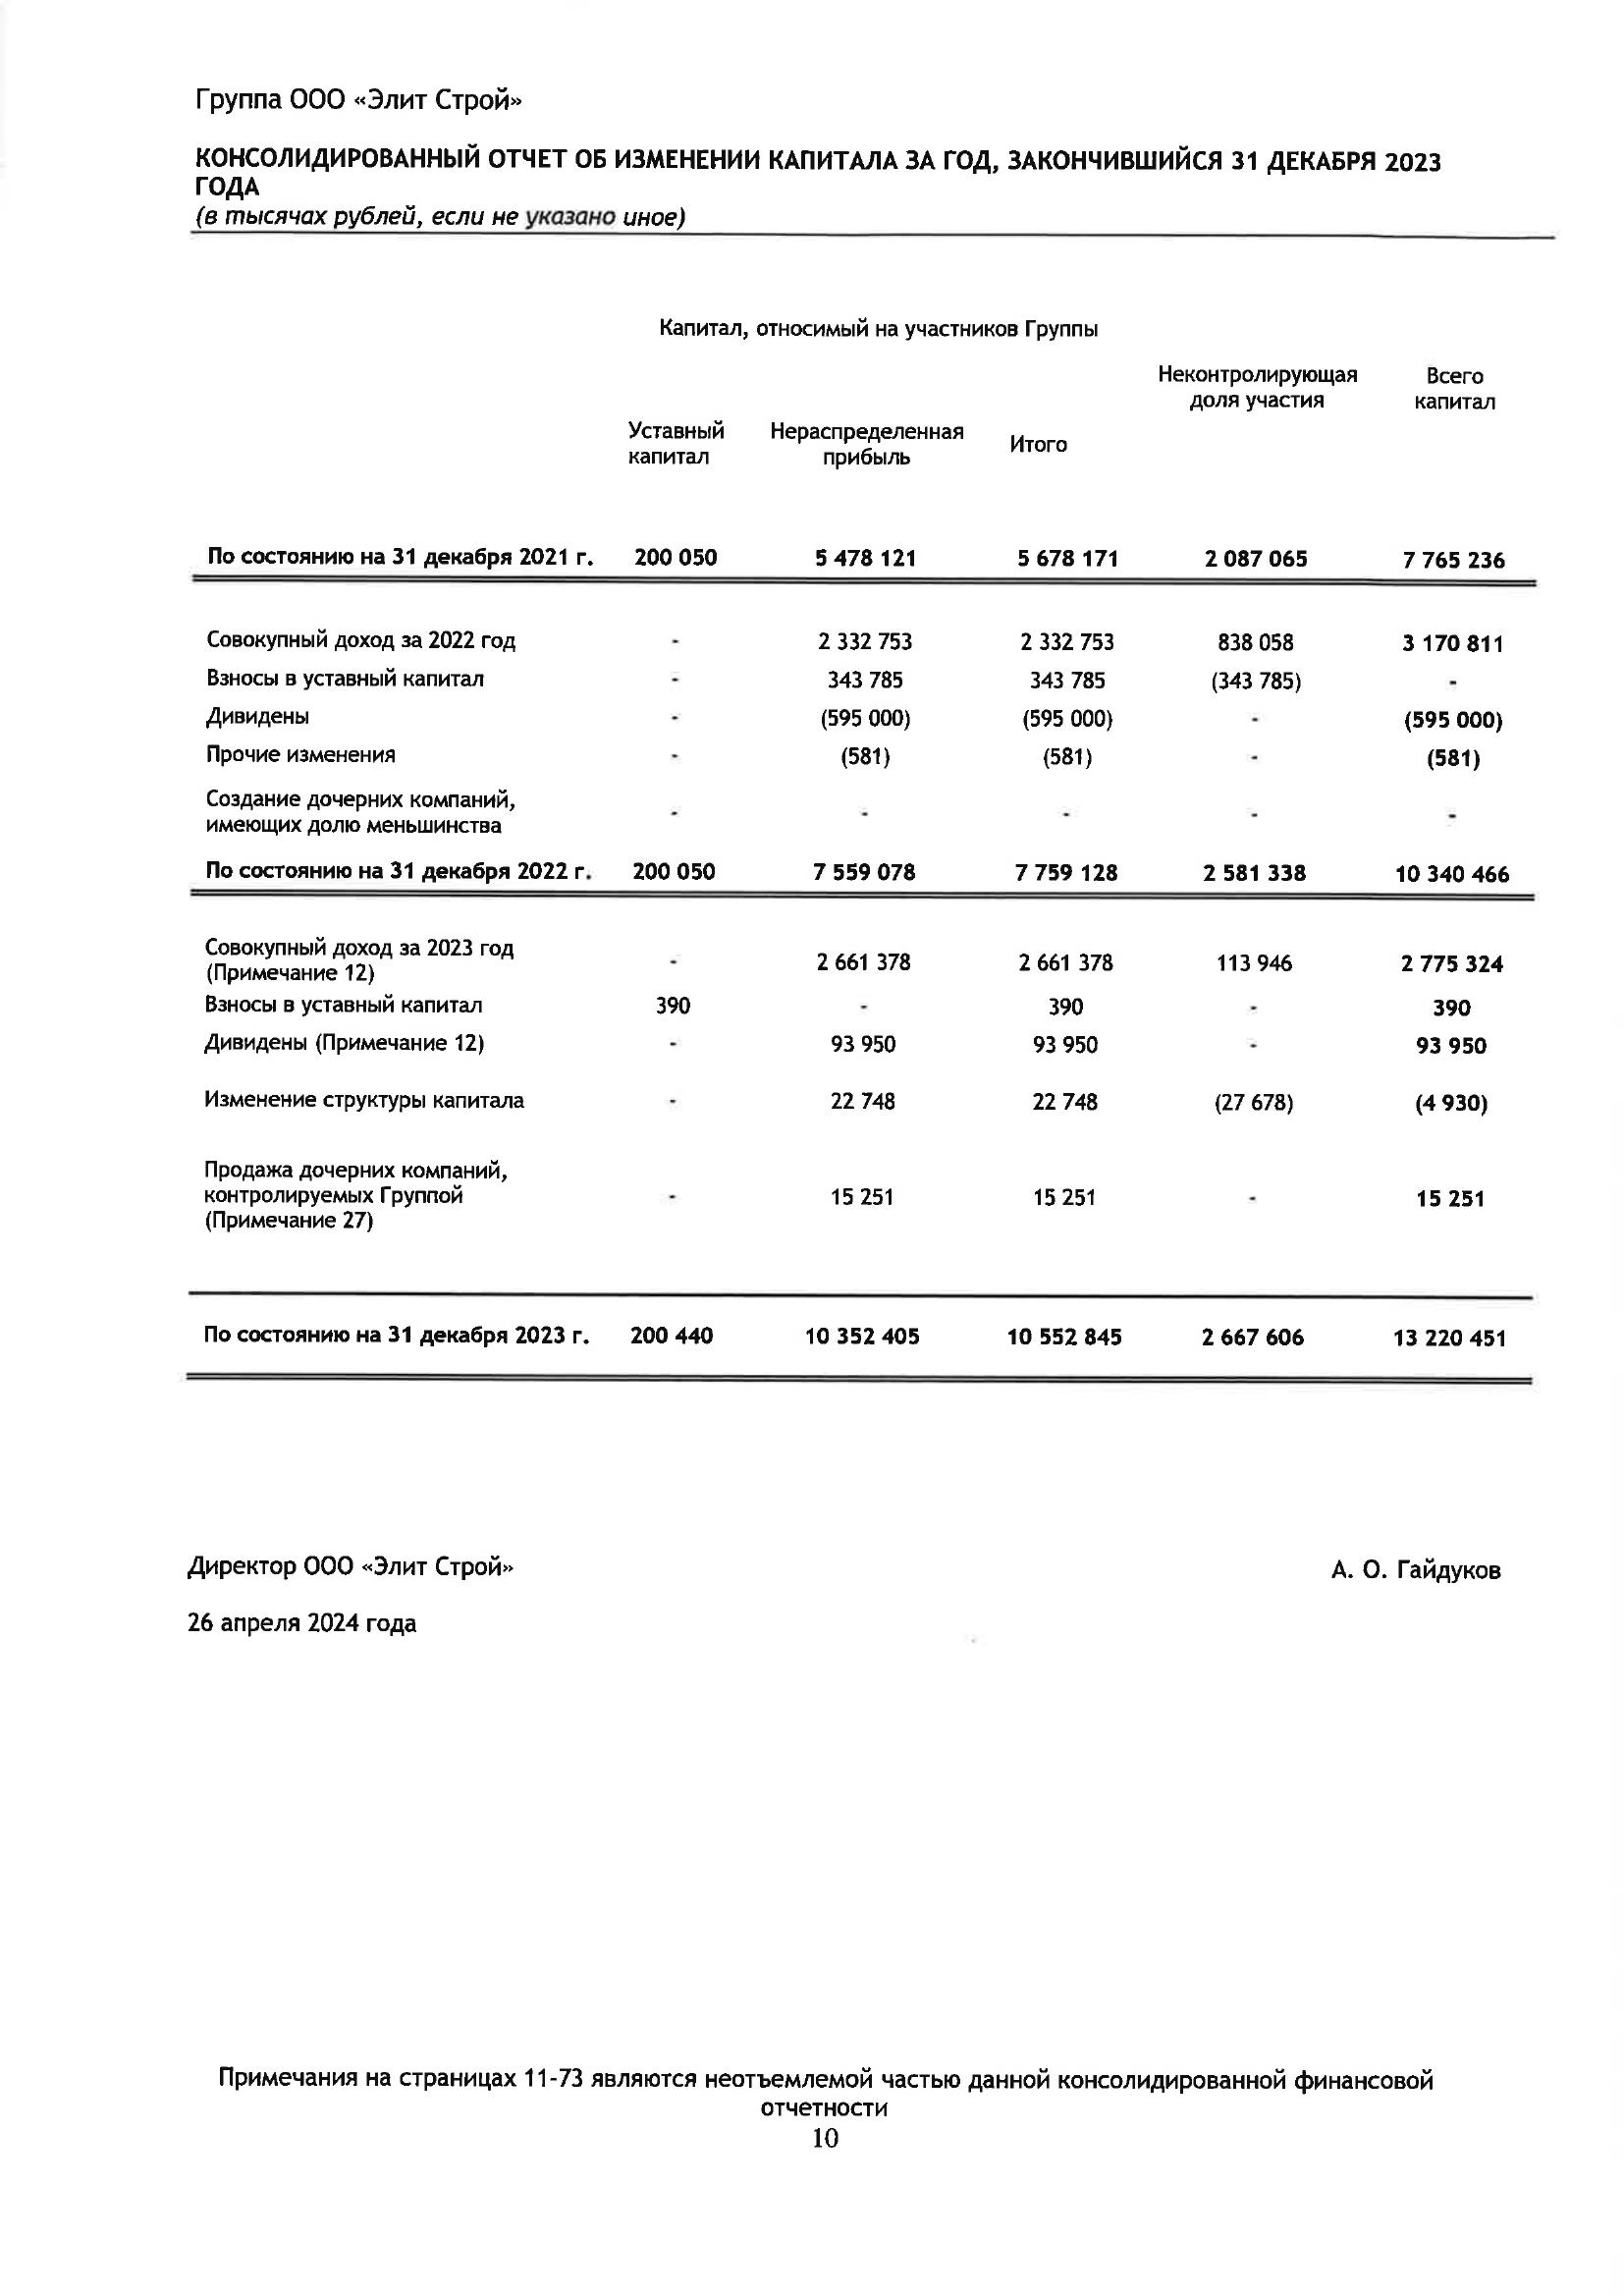 Группа ООО «Элит Строй»
КОНСОЛИДИРОВАННЫЙ ОТЧЕТ ОБ ИЗМЕНЕНИИ КАПИТАЛА ЗА ГОД, ЗАКОНЧИВШИЙСЯ 31 ДЕКАБРЯ 2023
ГОДА
(в тысячах рублей, если не указано иное)
Капитал, относимый на участников Группы
Неконтролирующая Всего
доля участия капитал
Уставный Нераспределенная Итого
капитал прибыль
По состоянию на 31 декабря 2021 г. 200 050 5 478 121 5 678 171 2 087 065 7 765 236
Совокупный доход за 2022 год - 2 332 753 2 332 753 838 058 3 170 811
Взносы в уставный капитал - 343 785 343 785 (343 785) -
Дивидены - (595 000) (595 000) - (595 000)
Прочие изменения - (581) (581) - (581)
Создание дочерних компаний,
имеющих долю меньшинства - - - - -
По состоянию на 31 декабря 2022 г. 200 050 7 559 078 7 759 128 2 581 338 10 340 466
Совокупный доход за 2023 год
(Примечание 12) - 2 661 378 2 661 378 113 946 2 775 324
Взносы в уставный капитал 390 - 390 - 390
Дивидены (Примечание 12) - 93 950 93 950 - 93 950
Изменение структуры капитала - 22 748 22 748 (27 678) (4 930)
Продажа дочерних компаний,
контролируемых Группой - 15 251 15 251 - 15 251
(Примечание 27)
По состоянию на 31 декабря 2023 г. 200 440 10 352 405 10 552 845 2 667 606 13 220 451
Директор ООО «Элит Строй» А. О. Гайдуков
26 апреля 2024 года
Примечания на страницах 11-73 являются неотъемлемой частью данной консолидированной финансовой
отчетности
10